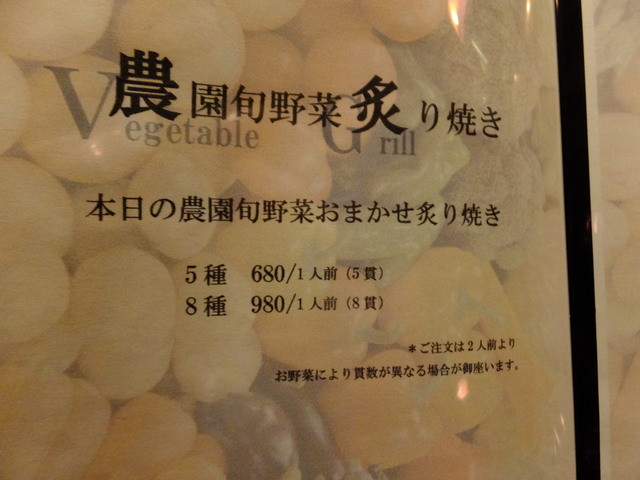 農園旬野菜炙り焼き
Vegetable Grill
本日の農園旬野菜おまかせ炙り焼き
5種 680/1人前（5貫）
8種 980/1人前（8貫）
＊ご注文は2人前より
お野菜により貫数が異なる場合が御座います。